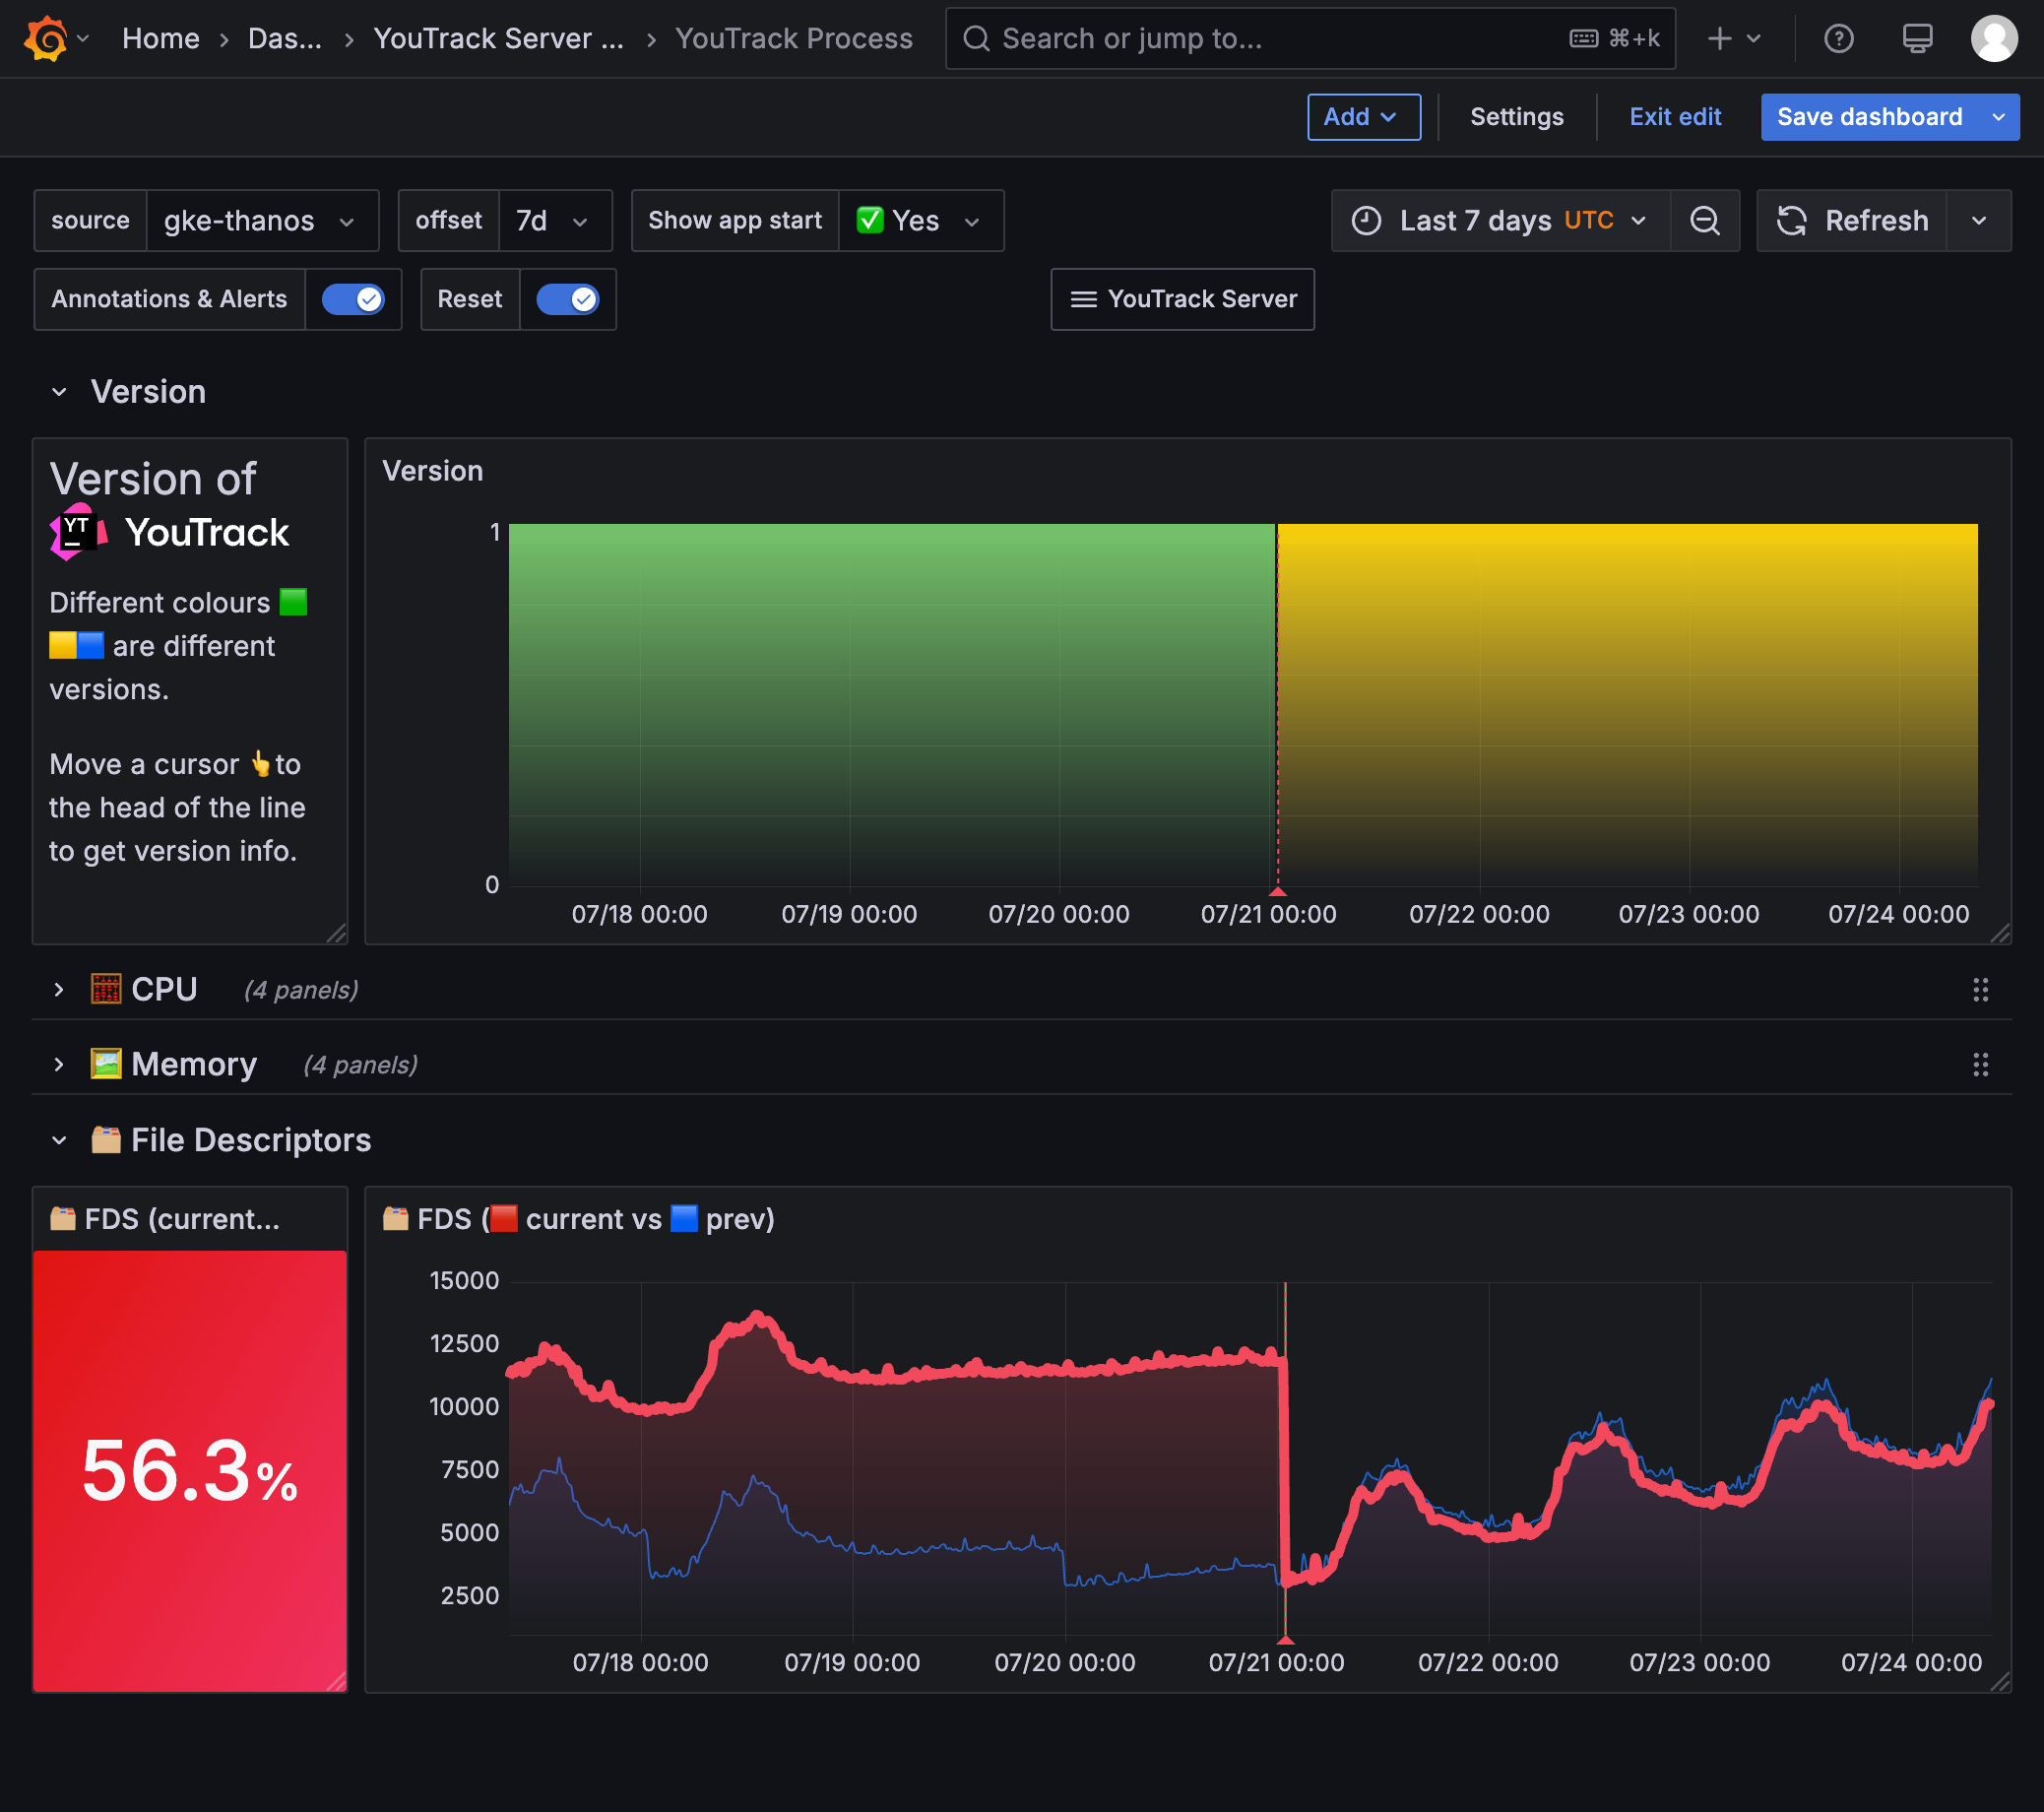 Home › Das... › YouTrack Server ... › YouTrack Process
Search or jump to...
⌘+k
Add
Settings
Exit edit
Save dashboard
source
gke-thanos
offset
7d
Show app start
✅ Yes
Last 7 days UTC
Refresh
Annotations & Alerts
Reset
YouTrack Server
Version
Version of
YT
YouTrack
Different colours 🟩
🟨🟦 are different
versions.
Move a cursor 👆to
the head of the line
to get version info.
Version
1
0
07/18 00:00
07/19 00:00
07/20 00:00
07/21 00:00
07/22 00:00
07/23 00:00
07/24 00:00
🧮 CPU (4 panels)
🖼️ Memory (4 panels)
🗂️ File Descriptors
🗂️ FDS (current...
56.3%
🗂️ FDS (🟥 current vs 🟦 prev)
15000
12500
10000
7500
5000
2500
07/18 00:00
07/19 00:00
07/20 00:00
07/21 00:00
07/22 00:00
07/23 00:00
07/24 00:00